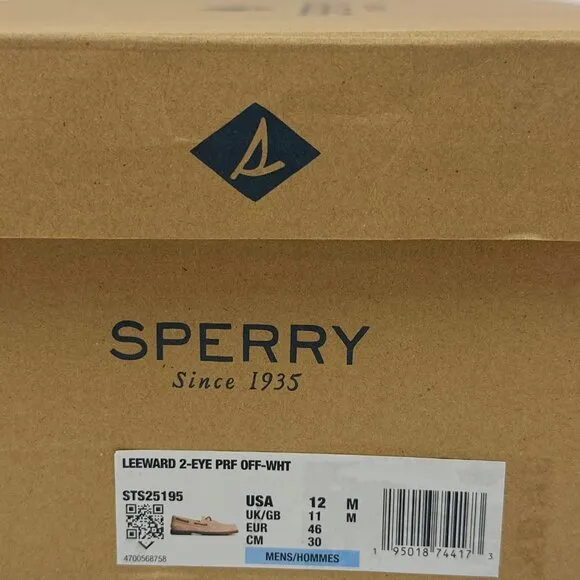 SPERRY
Since 1935
LEEWARD 2-EYE PRF OFF-WHT
STS25195
USA 12 M
UK/GB 11 M
EUR 46
CM 30
MENS/HOMMES
4700568758
1 95018 74417 3